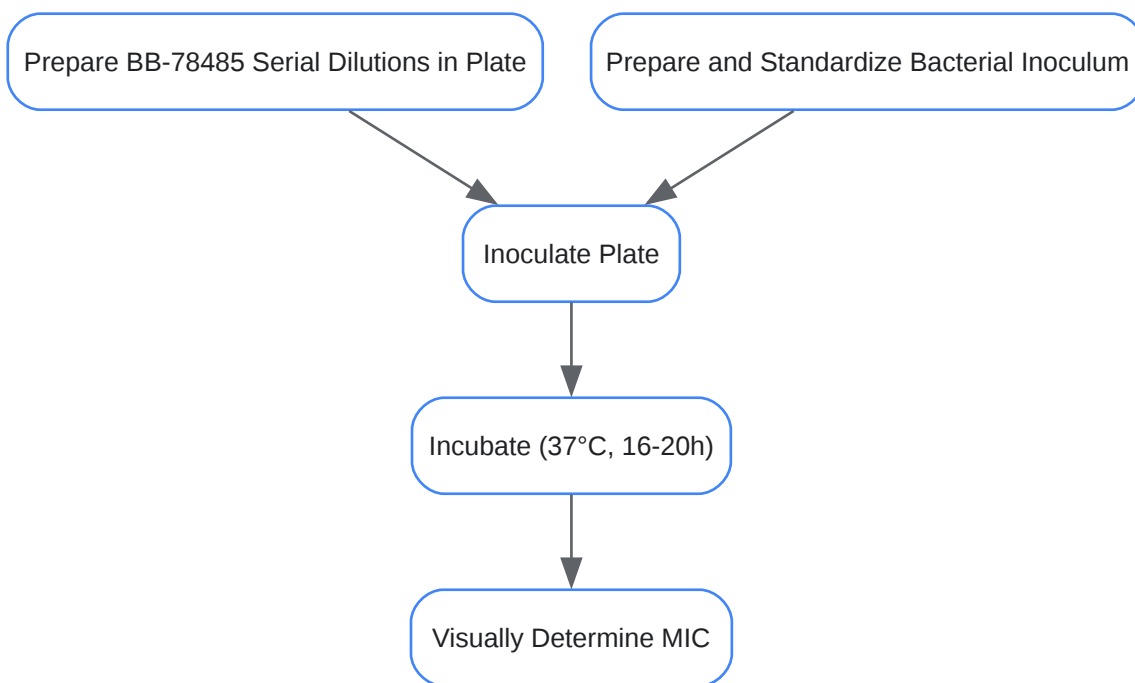 Prepare BB-78485 Serial Dilutions in Plate
Prepare and Standardize Bacterial Inoculum
Inoculate Plate
Incubate (37°C, 16-20h)
Visually Determine MIC